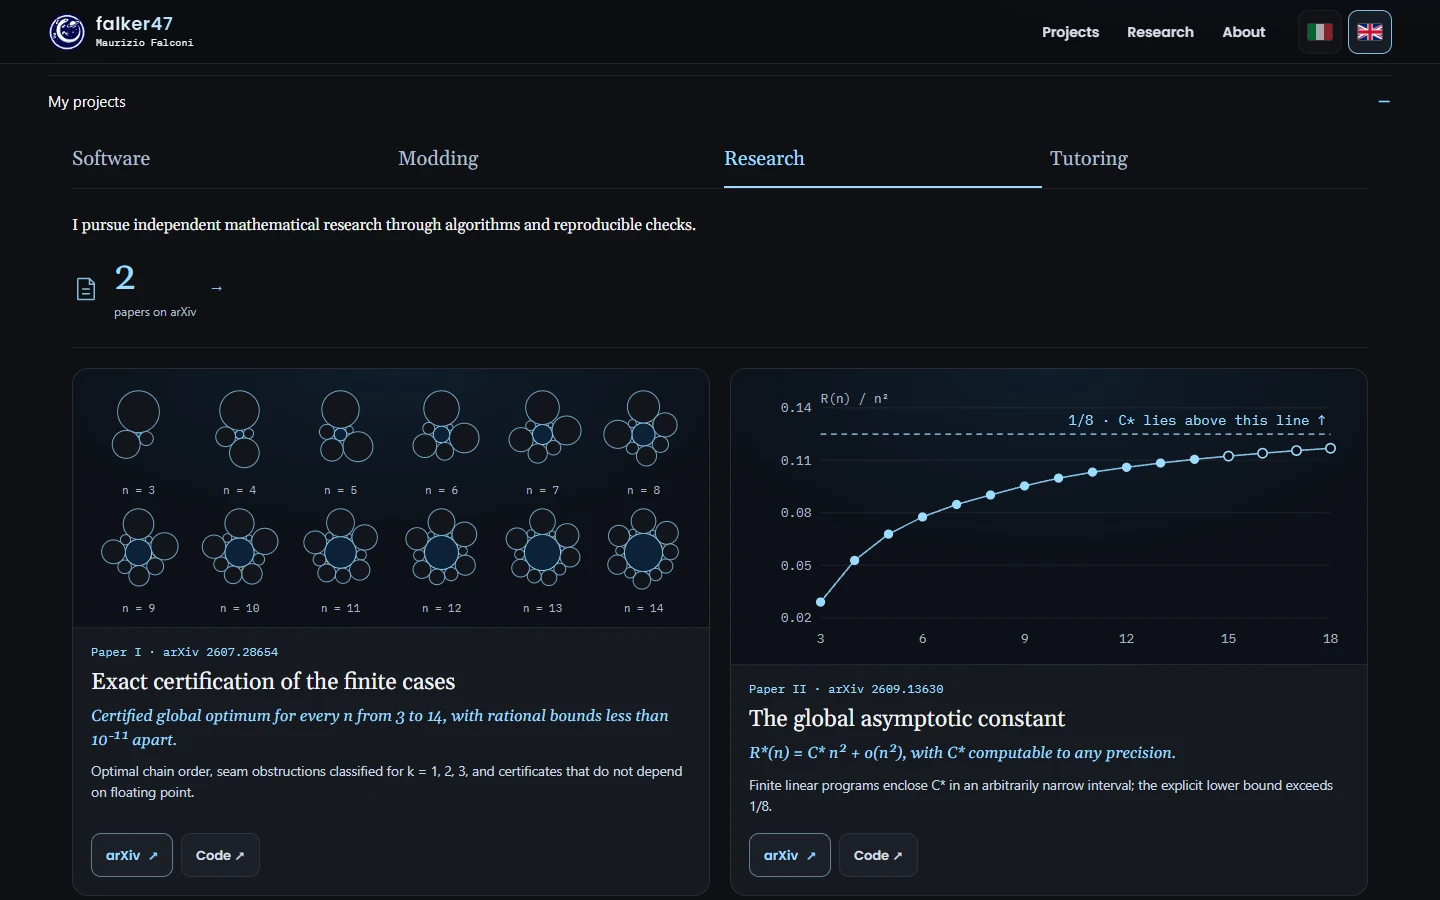 falker47
Maurizio Falconi
Projects
Research
About
My projects
Software
Modding
Research
Tutoring
I pursue independent mathematical research through algorithms and reproducible checks.
2
→
papers on arXiv
n = 3
n = 4
n = 5
n = 6
n = 7
n = 8
n = 9
n = 10
n = 11
n = 12
n = 13
n = 14
Paper I · arXiv 2607.28654
Exact certification of the finite cases
Certified global optimum for every n from 3 to 14, with rational bounds less than
10⁻¹¹ apart.
Optimal chain order, seam obstructions classified for k = 1, 2, 3, and certificates that do not depend
on floating point.
arXiv ↗
Code ↗
R(n) / n²
0.14
1/8 · C* lies above this line ↑
0.11
0.08
0.05
0.02
3
6
9
12
15
18
Paper II · arXiv 2609.13630
The global asymptotic constant
R*(n) = C* n² + o(n²), with C* computable to any precision.
Finite linear programs enclose C* in an arbitrarily narrow interval; the explicit lower bound exceeds
1/8.
arXiv ↗
Code ↗